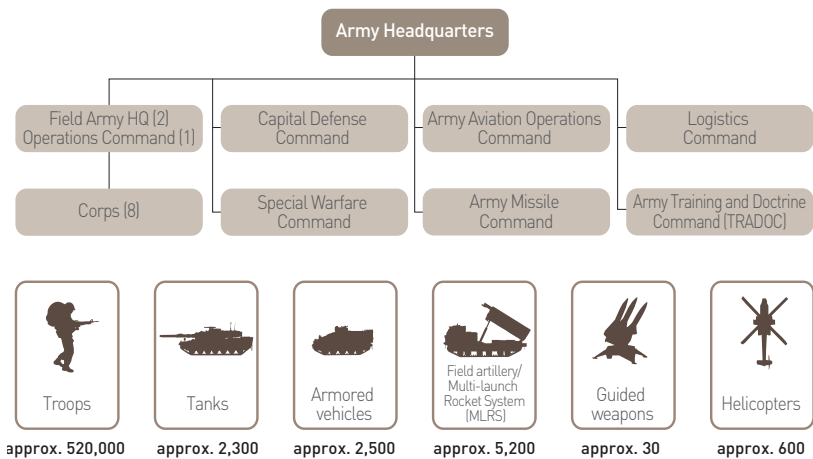 Army Headquarters
Field Army HQ (2)
Operations Command (1)
Capital Defense
Command
Army Aviation Operations
Command
Logistics
Command
Corps (8)
Special Warfare
Command
Army Missile
Command
Army Training and Doctrine
Command (TRADOC)
Troops
Tanks
Armored
vehicles
Field artillery/
Multi-launch
Rocket System
(MLRS)
Guided
weapons
Helicopters
approx. 520,000
approx. 2,300
approx. 2,500
approx. 5,200
approx. 30
approx. 600